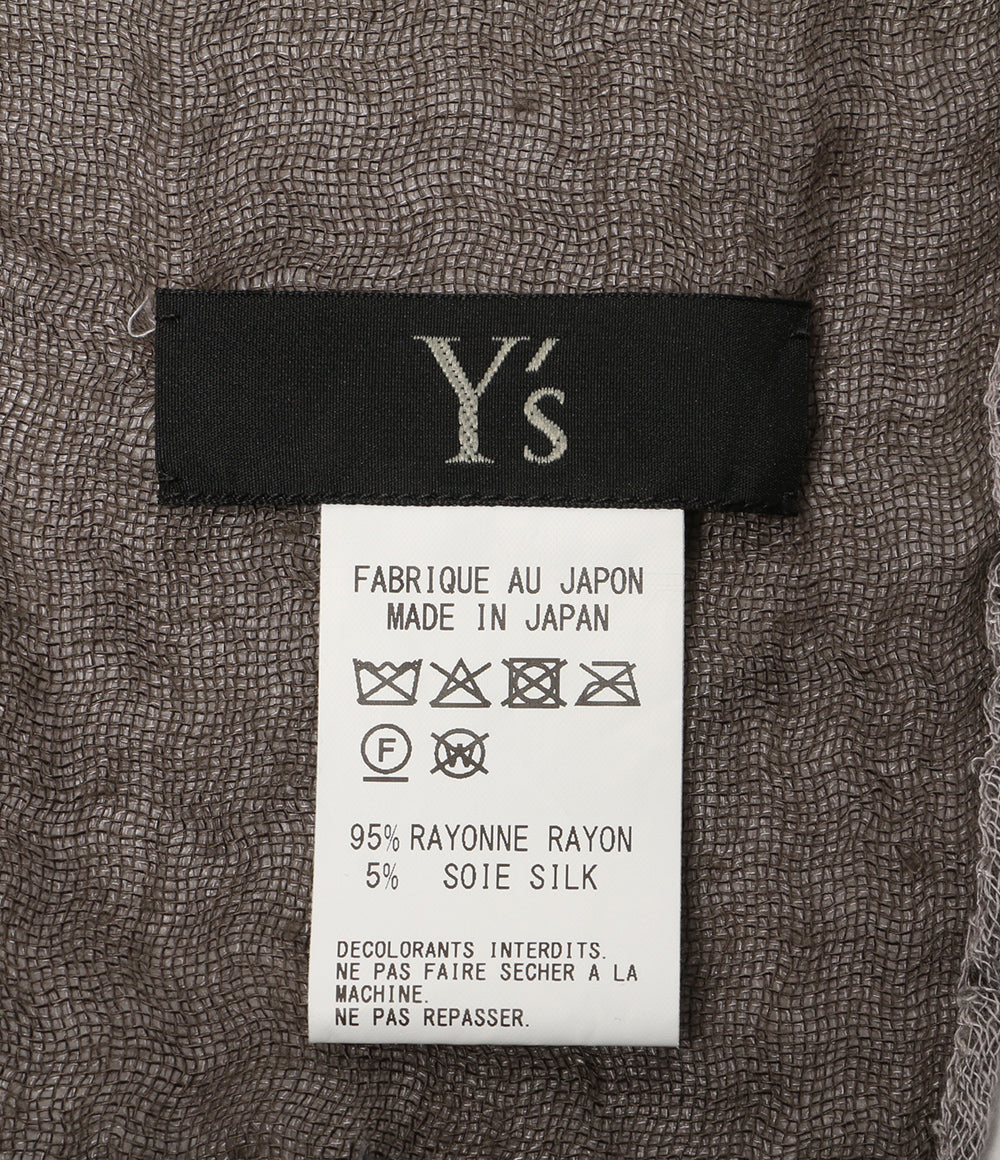 Y's
FABRIQUE AU JAPON
MADE IN JAPAN
F W
95% RAYONNE RAYON
5% SOIE SILK
DECOLORANTS INTERDITS.
NE PAS FAIRE SECHER A LA
MACHINE.
NE PAS REPASSER.